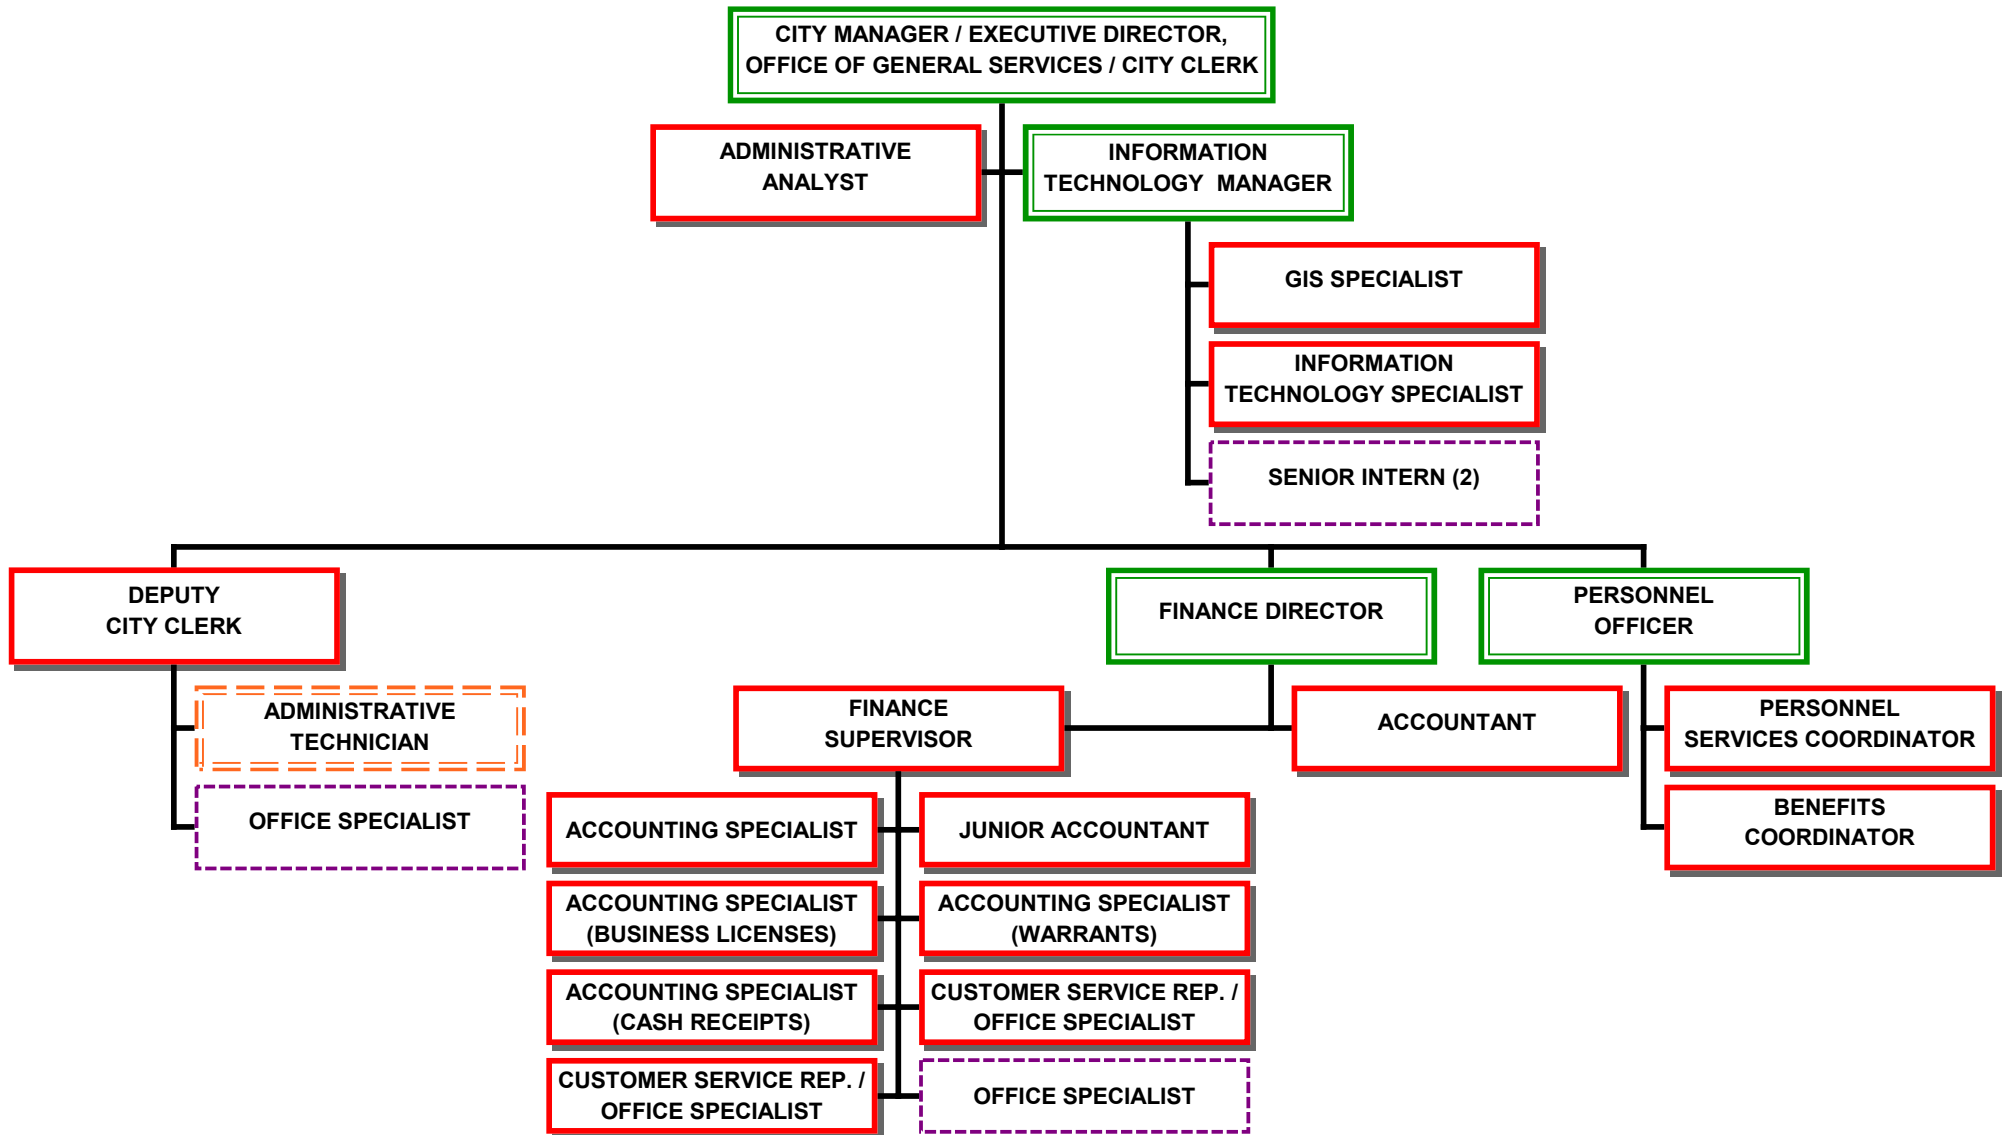 CITY MANAGER / EXECUTIVE DIRECTOR,
OFFICE OF GENERAL SERVICES / CITY CLERK
ADMINISTRATIVE
ANALYST
INFORMATION
TECHNOLOGY  MANAGER
GIS SPECIALIST
INFORMATION
TECHNOLOGY SPECIALIST
SENIOR INTERN (2)
DEPUTY
CITY CLERK
FINANCE DIRECTOR
PERSONNEL
OFFICER
ADMINISTRATIVE
TECHNICIAN
OFFICE SPECIALIST
FINANCE
SUPERVISOR
ACCOUNTANT
PERSONNEL
SERVICES COORDINATOR
BENEFITS
COORDINATOR
ACCOUNTING SPECIALIST
JUNIOR ACCOUNTANT
ACCOUNTING SPECIALIST
(BUSINESS LICENSES)
ACCOUNTING SPECIALIST
(WARRANTS)
ACCOUNTING SPECIALIST
(CASH RECEIPTS)
CUSTOMER SERVICE REP. /
OFFICE SPECIALIST
CUSTOMER SERVICE REP. /
OFFICE SPECIALIST
OFFICE SPECIALIST